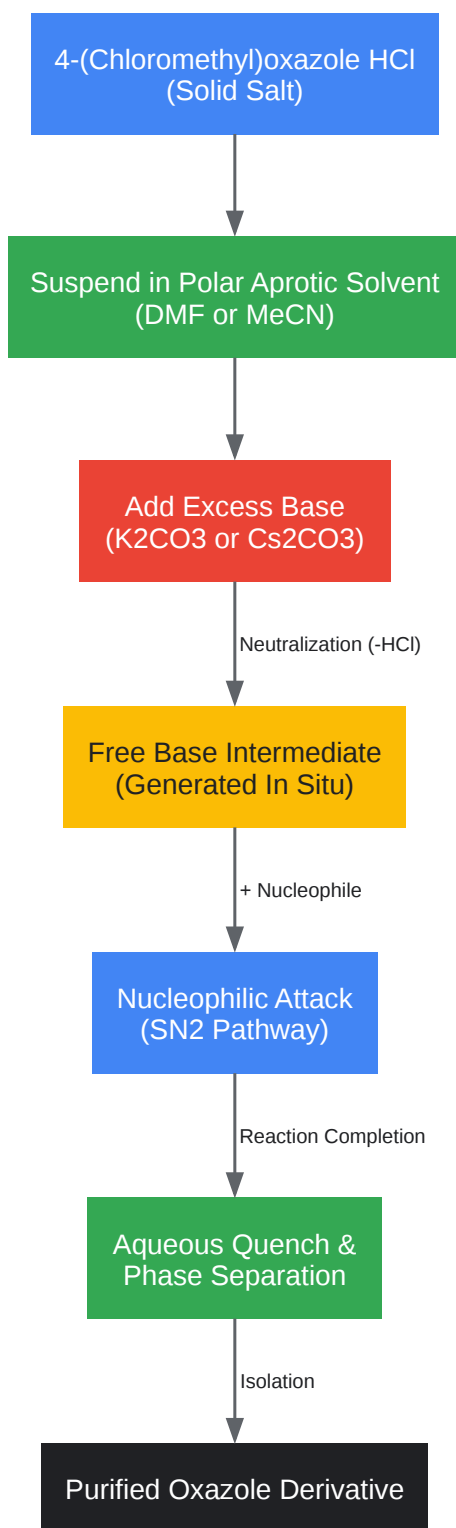 4-(Chloromethyl)oxazole HCl
(Solid Salt)
Suspend in Polar Aprotic Solvent
(DMF or MeCN)
Add Excess Base
(K2CO3 or Cs2CO3)
Neutralization (-HCl)
Free Base Intermediate
(Generated In Situ)
+ Nucleophile
Nucleophilic Attack
(SN2 Pathway)
Reaction Completion
Aqueous Quench &
Phase Separation
Isolation
Purified Oxazole Derivative